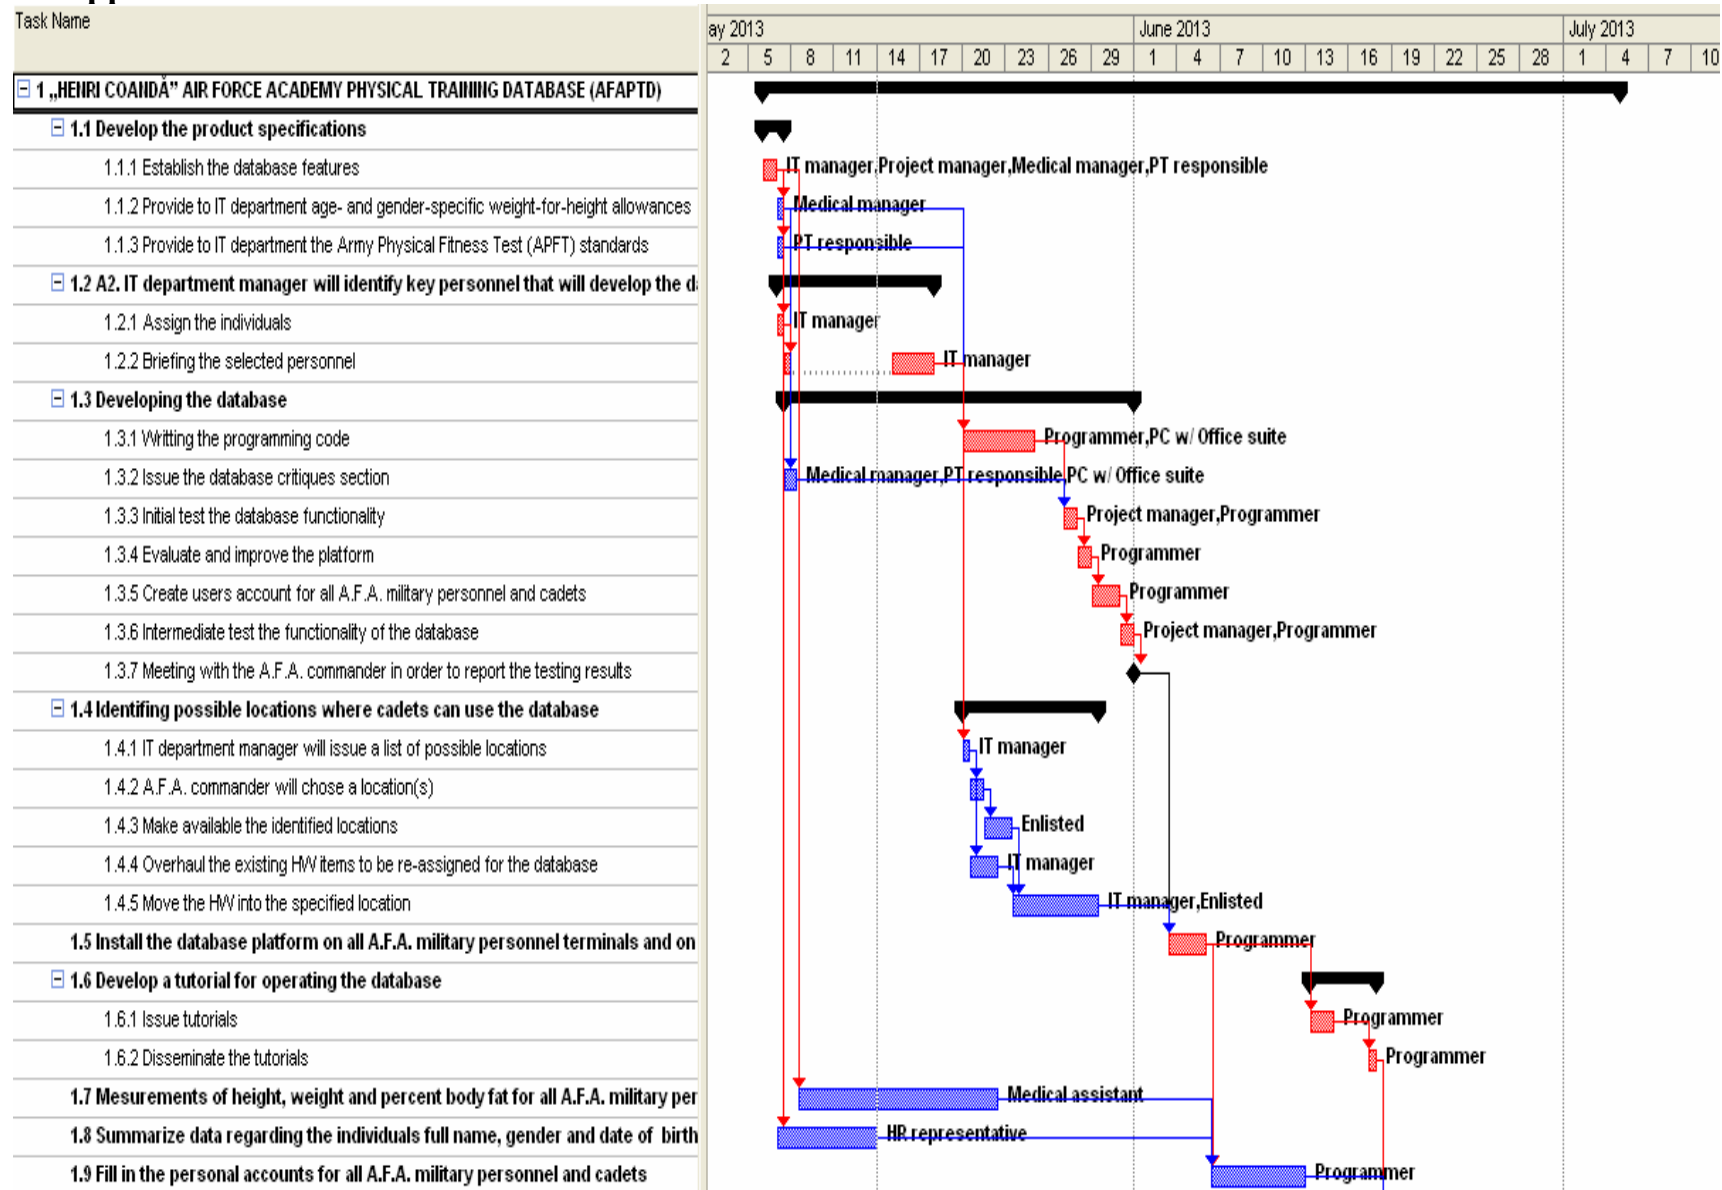 Task Name
ay 2013 June 2013 July 2013
2 5 8 11 14 17 20 23 26 29 1 4 7 10 13 16 19 22 25 28 1 4 7 10
1 „HENRI COANDĂ” AIR FORCE ACADEMY PHYSICAL TRAINING DATABASE (AFAPTD)
1.1 Develop the product specifications
1.1.1 Establish the database features IT manager,Project manager,Medical manager,PT responsible
1.1.2 Provide to IT department age- and gender-specific weight-for-height allowances Medical manager
1.1.3 Provide to IT department the Army Physical Fitness Test (APFT) standards PT responsible
1.2 A2. IT department manager will identify key personnel that will develop the d
1.2.1 Assign the individuals IT manager
1.2.2 Briefing the selected personnel IT manager
1.3 Developing the database
1.3.1 Writting the programming code Programmer,PC w/ Office suite
1.3.2 Issue the database critiques section Medical manager,PT responsible,PC w/ Office suite
1.3.3 Initial test the database functionality Project manager,Programmer
1.3.4 Evaluate and improve the platform Programmer
1.3.5 Create users account for all A.F.A. military personnel and cadets Programmer
1.3.6 Intermediate test the functionality of the database Project manager,Programmer
1.3.7 Meeting with the A.F.A. commander in order to report the testing results
1.4 Identifing possible locations where cadets can use the database
1.4.1 IT department manager will issue a list of possible locations IT manager
1.4.2 A.F.A. commander will chose a location(s)
1.4.3 Make available the identified locations Enlisted
1.4.4 Overhaul the existing HW items to be re-assigned for the database IT manager
1.4.5 Move the HW into the specified location IT manager,Enlisted
1.5 Install the database platform on all A.F.A. military personnel terminals and on Programmer
1.6 Develop a tutorial for operating the database
1.6.1 Issue tutorials Programmer
1.6.2 Disseminate the tutorials Programmer
1.7 Mesurements of height, weight and percent body fat for all A.F.A. military per Medical assistant
1.8 Summarize data regarding the individuals full name, gender and date of birth HR representative
1.9 Fill in the personal accounts for all A.F.A. military personnel and cadets Programmer